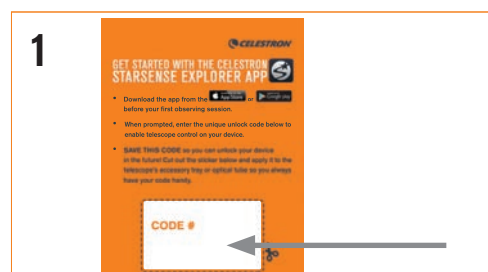 1
CELESTRON
GET STARTED WITH THE CELESTRON
STARSENSE EXPLORER APP
• Download the app from the App Store or Google play
before your first observing session.
• When prompted, enter the unique unlock code below to
enable telescope control on your device.
• SAVE THIS CODE so you can unlock your device
in the future! Cut out the sticker below and apply it to the
telescope's accessory tray or optical tube so you always
have your code handy.
CODE #